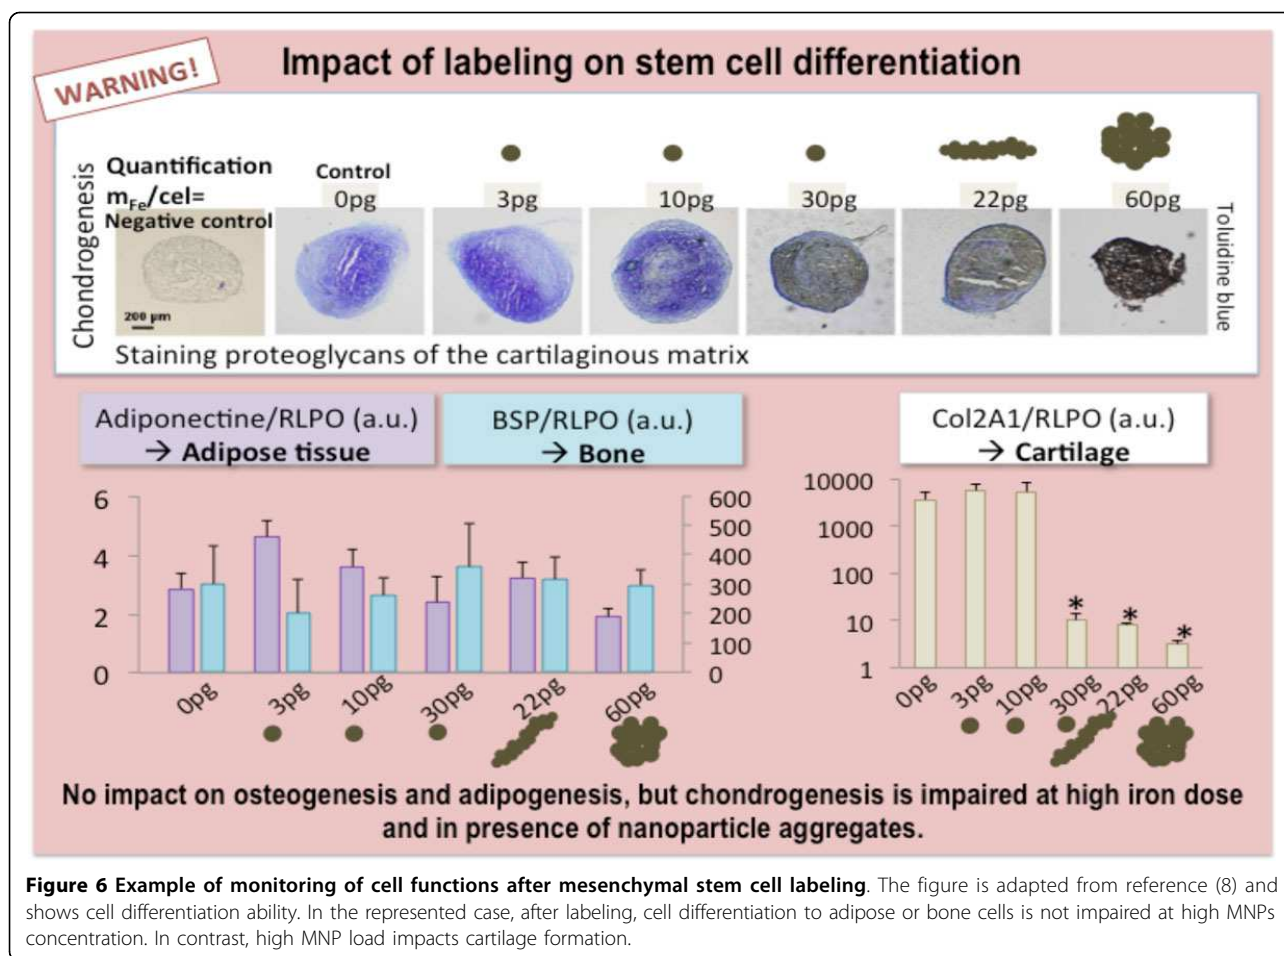 WARNING!
Impact of labeling on stem cell differentiation
Chondrogenesis
Quantification
mFe/cel=
Negative control
Control
0pg
3pg
10pg
30pg
22pg
60pg
200 µm
Toluidine blue
Staining proteoglycans of the cartilaginous matrix
Adiponectine/RLPO (a.u.)
→ Adipose tissue
BSP/RLPO (a.u.)
→ Bone
Col2A1/RLPO (a.u.)
→ Cartilage
6
4
2
0
600
500
400
300
200
100
0
0pg
3pg
10pg
30pg
22pg
60pg
10000
1000
100
10
1
*
*
*
0pg
3pg
10pg
30pg
22pg
60pg
No impact on osteogenesis and adipogenesis, but chondrogenesis is impaired at high iron dose
and in presence of nanoparticle aggregates.
Figure 6 Example of monitoring of cell functions after mesenchymal stem cell labeling. The figure is adapted from reference (8) and
shows cell differentiation ability. In the represented case, after labeling, cell differentiation to adipose or bone cells is not impaired at high MNPs
concentration. In contrast, high MNP load impacts cartilage formation.